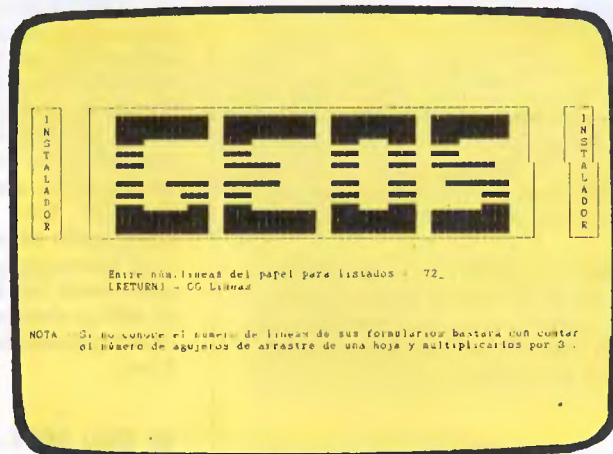 INSTALADOR
GEOS
INSTALADOR
Entre núm.lineas del papel para listados : 72_
[RETURN] - 66 Lineas
NOTA Si no conoce el número de lineas de sus formularios bastará con contar
el número de agujeros de arrastre de una hoja y multiplicarlos por 3 .